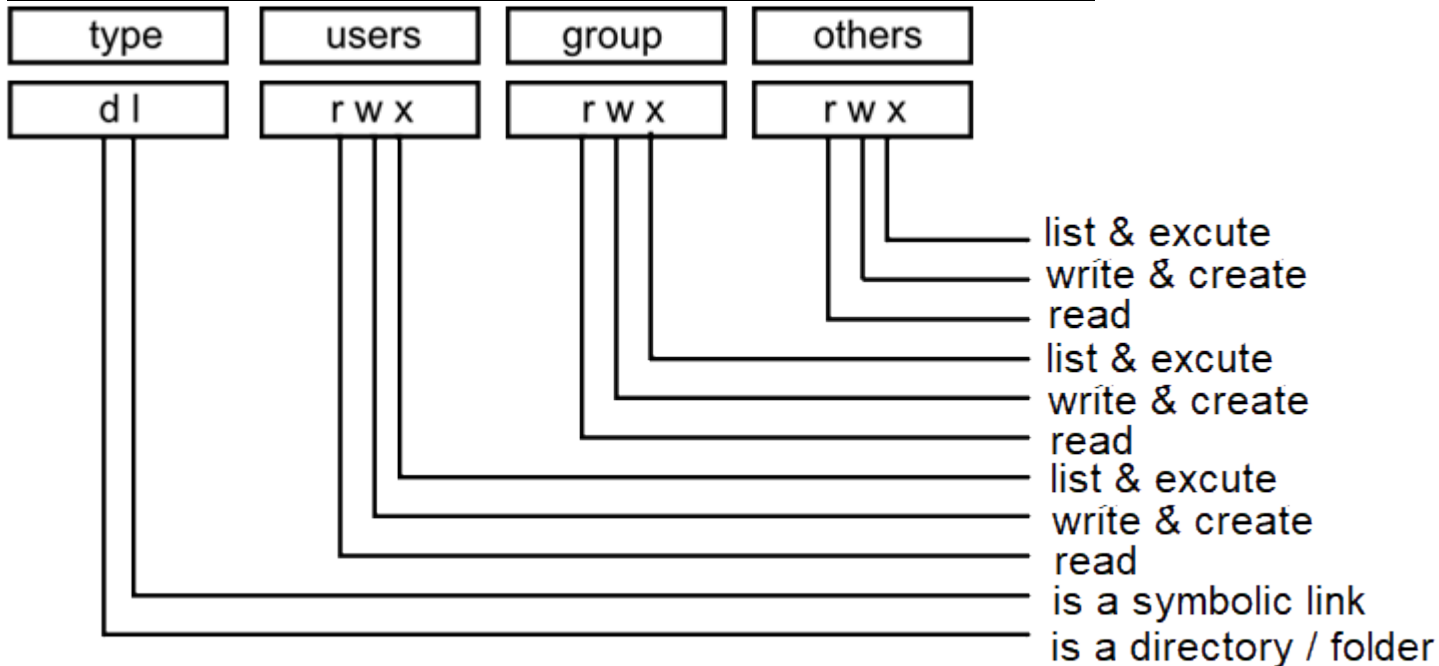 type users group others
d l r w x r w x r w x
list & excute
write & create
read
list & excute
write & create
read
list & excute
write & create
read
is a symbolic link
is a directory / folder